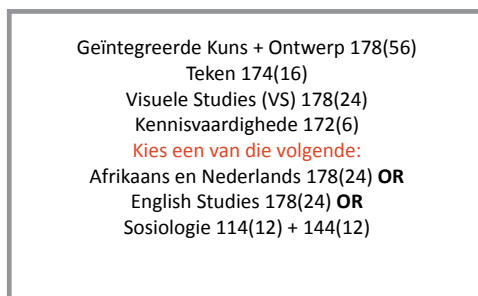 Geïntegreerde Kuns + Ontwerp 178(56)
Teken 174(16)
Visuele Studies (VS) 178(24)
Kennisvaardighede 172(6)
Kies een van die volgende:
Afrikaans en Nederlands 178(24) OR
English Studies 178(24) OR
Sosiologie 114(12) + 144(12)